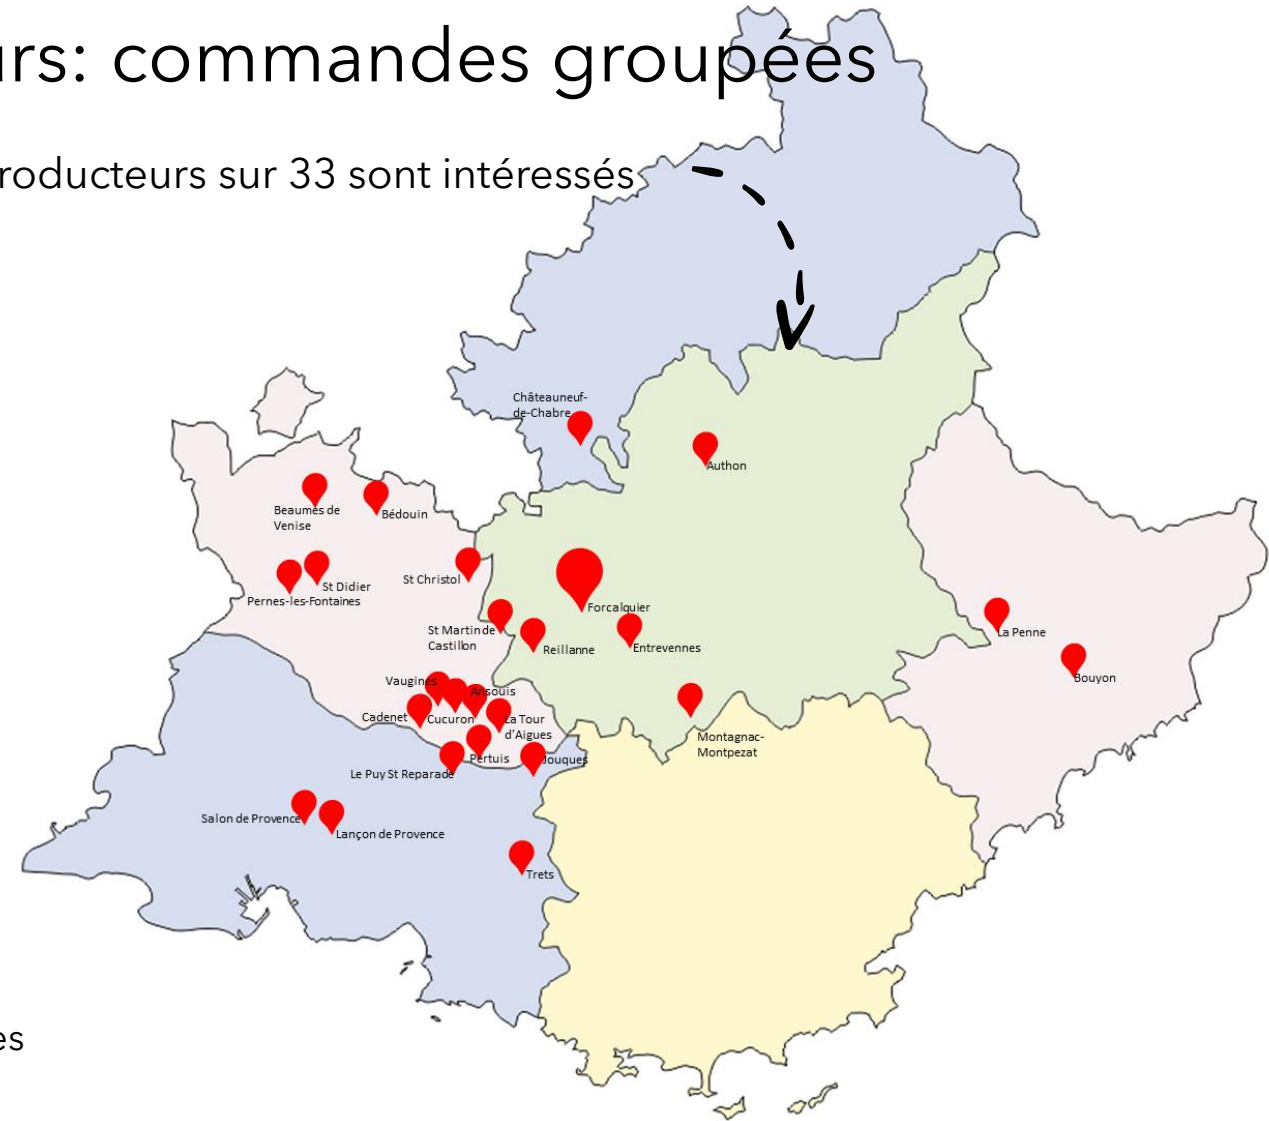 urs: commandes groupées
roducteurs sur 33 sont intéressés
Châteauneuf-
de-Chabre
Authon
Beaumes de
Venise
Bédouin
St Christol
St Didier
Pernes-les-Fontaines
Forcalquier
St Martin de
Castillon
Reillanne
Entrevennes
La Penne
Bouyon
Vaugines
Ansouis
Cadenet
Cucuron
La Tour
d'Aigues
Montagnac-
Montpezat
Pertuis
Jouques
Le Puy St Reparade
Salon de Provence
Lançon de Provence
Trets
es